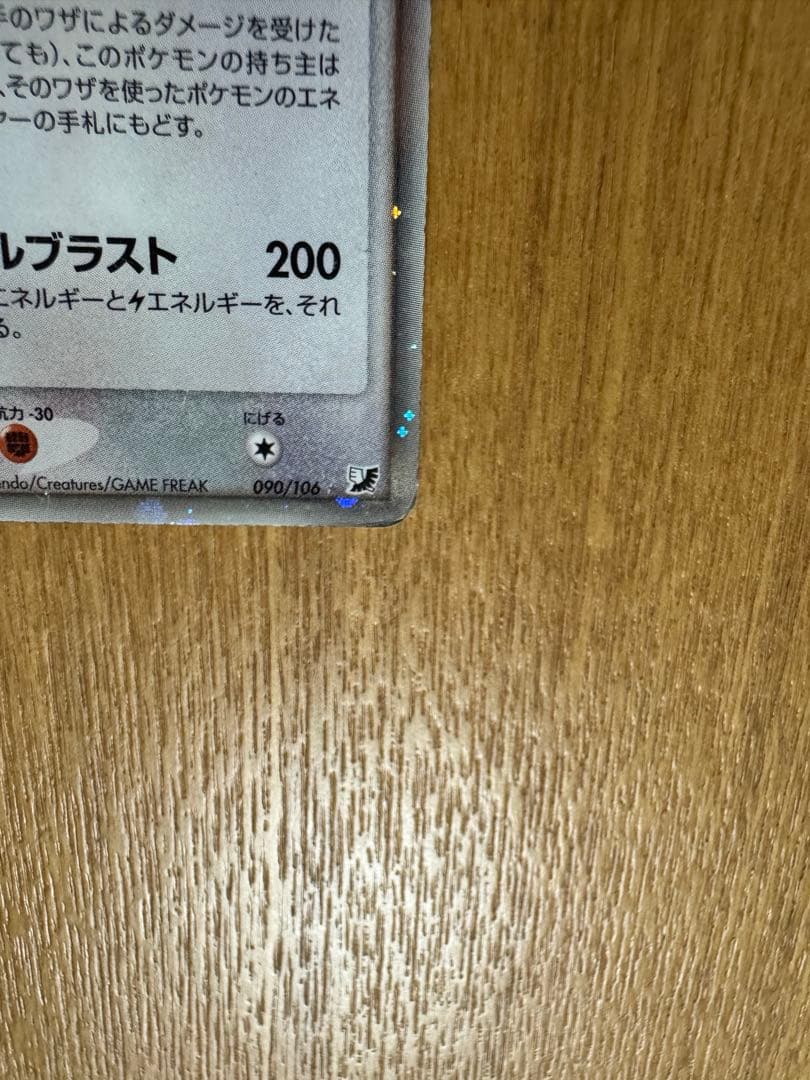 手のワザによるダメージを受けた
ても)、このポケモンの持ち主は
、そのワザを使ったポケモンのエネ
ヤーの手札にもどす。
ルブラスト 200
エネルギーと⚡エネルギーを、それ
る。
抗力 -30
にげる
ndo/Creatures/GAME FREAK 090/106